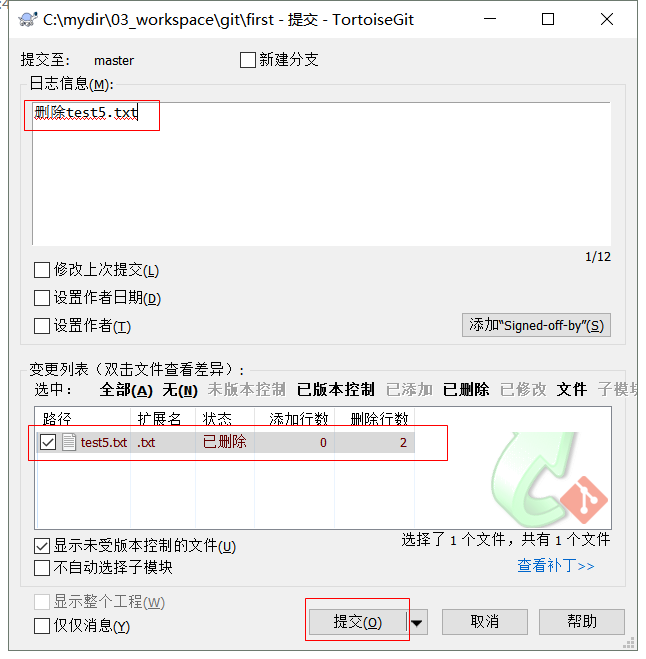 C:\mydir\03_workspace\git\first - 提交 - TortoiseGit
提交至: master 新建分支
日志信息(M):
删除test5.txt
1/12
修改上次提交(L)
设置作者日期(D)
设置作者(T) 添加“Signed-off-by”(S)
变更列表（双击文件查看差异）:
选中： 全部(A) 无(N) 未版本控制 已版本控制 已添加 已删除 已修改 文件 子模块
路径 扩展名 状态 添加行数 删除行数
test5.txt .txt 已删除 0 2
显示未受版本控制的文件(U) 选择了 1 个文件，共有 1 个文件
不自动选择子模块 查看补丁>>
显示整个工程(W)
仅仅消息(Y) 提交(O) 取消 帮助